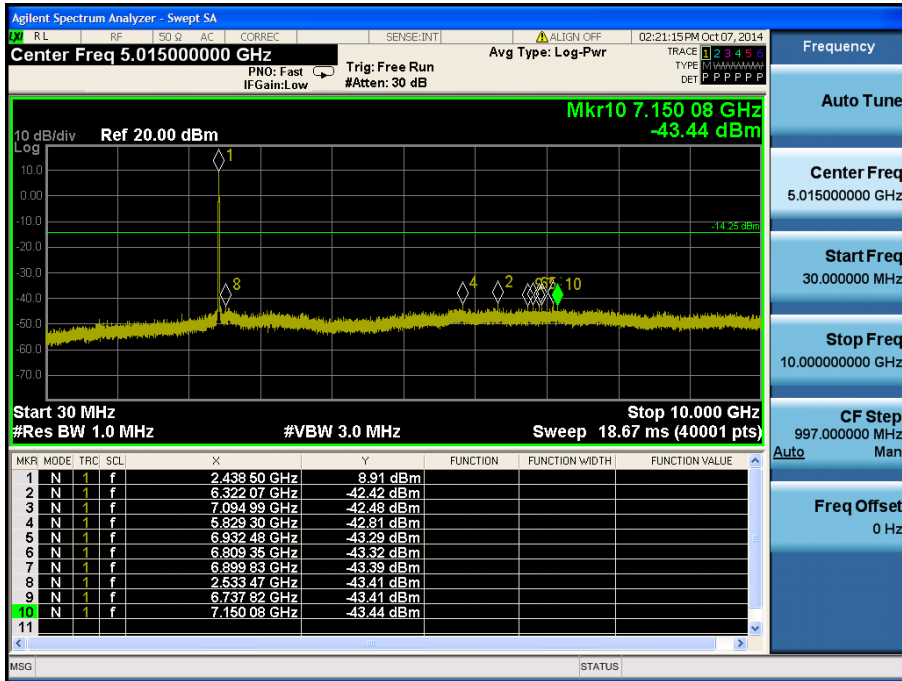 Agilent Spectrum Analyzer - Swept SA
LXI RL RF 50 Ω AC CORREC SENSE:INT ALIGN OFF 02:21:15 PM Oct 07, 2014
Center Freq 5.015000000 GHz
PNO: Fast
IFGain:Low
Trig: Free Run
#Atten: 30 dB
Avg Type: Log-Pwr
TRACE 1 2 3 4 5 6
TYPE M WWWWW
DET P P P P P P
Frequency
Auto Tune
Center Freq
5.015000000 GHz
Start Freq
30.000000 MHz
Stop Freq
10.000000000 GHz
CF Step
997.000000 MHz
Auto Man
Freq Offset
0 Hz
Mkr10 7.150 08 GHz
-43.44 dBm
10 dB/div Ref 20.00 dBm
Log
10.0
0.00
-10.0
-20.0
-30.0
-40.0
-50.0
-60.0
-70.0
-14.25 dBm
1
8
4
2
10
Start 30 MHz
Stop 10.000 GHz
#Res BW 1.0 MHz
#VBW 3.0 MHz
Sweep 18.67 ms (40001 pts)
MKR MODE TRC SCL X Y FUNCTION FUNCTION WIDTH FUNCTION VALUE
1 N 1 f 2.438 50 GHz 8.91 dBm
2 N 1 f 6.322 07 GHz -42.42 dBm
3 N 1 f 7.094 99 GHz -42.48 dBm
4 N 1 f 5.829 30 GHz -42.81 dBm
5 N 1 f 6.932 48 GHz -43.29 dBm
6 N 1 f 6.809 35 GHz -43.32 dBm
7 N 1 f 6.899 83 GHz -43.39 dBm
8 N 1 f 2.533 47 GHz -43.41 dBm
9 N 1 f 6.737 82 GHz -43.41 dBm
10 N 1 f 7.150 08 GHz -43.44 dBm
11
MSG
STATUS